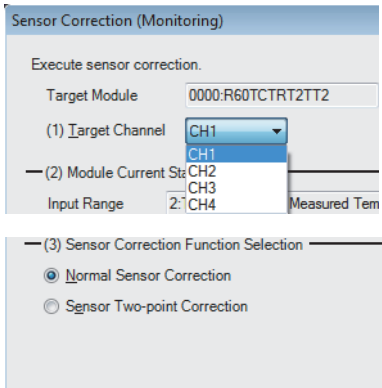 Sensor Correction (Moni
Execute sensor correction.
Target Module 0000:R60TCTRT2TT2
(1) Target Channel CH1
CH1
(2) Module Current Sta CH2
CH3
Input Range 2: CH4 Measured Tem
(3) Sensor Correction Function Selection
Normal Sensor Correction
Sensor Two-point Correction